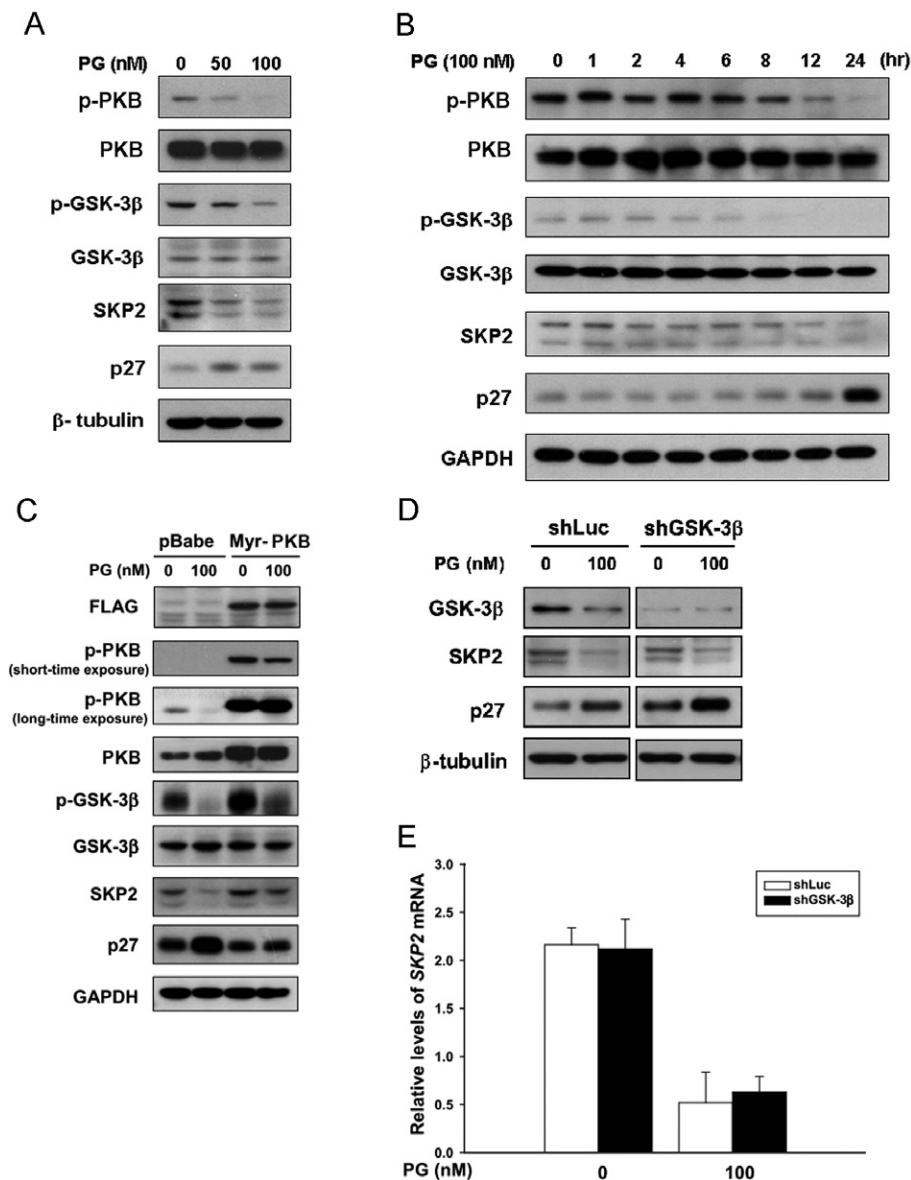 A
PG (nM) 0 50 100
p-PKB
PKB
p-GSK-3β
GSK-3β
SKP2
p27
β- tubulin
B
PG (100 nM) 0 1 2 4 6 8 12 24 (hr)
p-PKB
PKB
p-GSK-3β
GSK-3β
SKP2
p27
GAPDH
C
pBabe Myr-PKB
PG (nM) 0 100 0 100
FLAG
p-PKB
(short-time exposure)
p-PKB
(long-time exposure)
PKB
p-GSK-3β
GSK-3β
SKP2
p27
GAPDH
D
shLuc shGSK-3β
PG (nM) 0 100 0 100
GSK-3β
SKP2
p27
β-tubulin
E
Relative levels of SKP2 mRNA
3.0
2.5
2.0
1.5
1.0
0.5
0.0
shLuc
shGSK-3β
PG (nM) 0 100